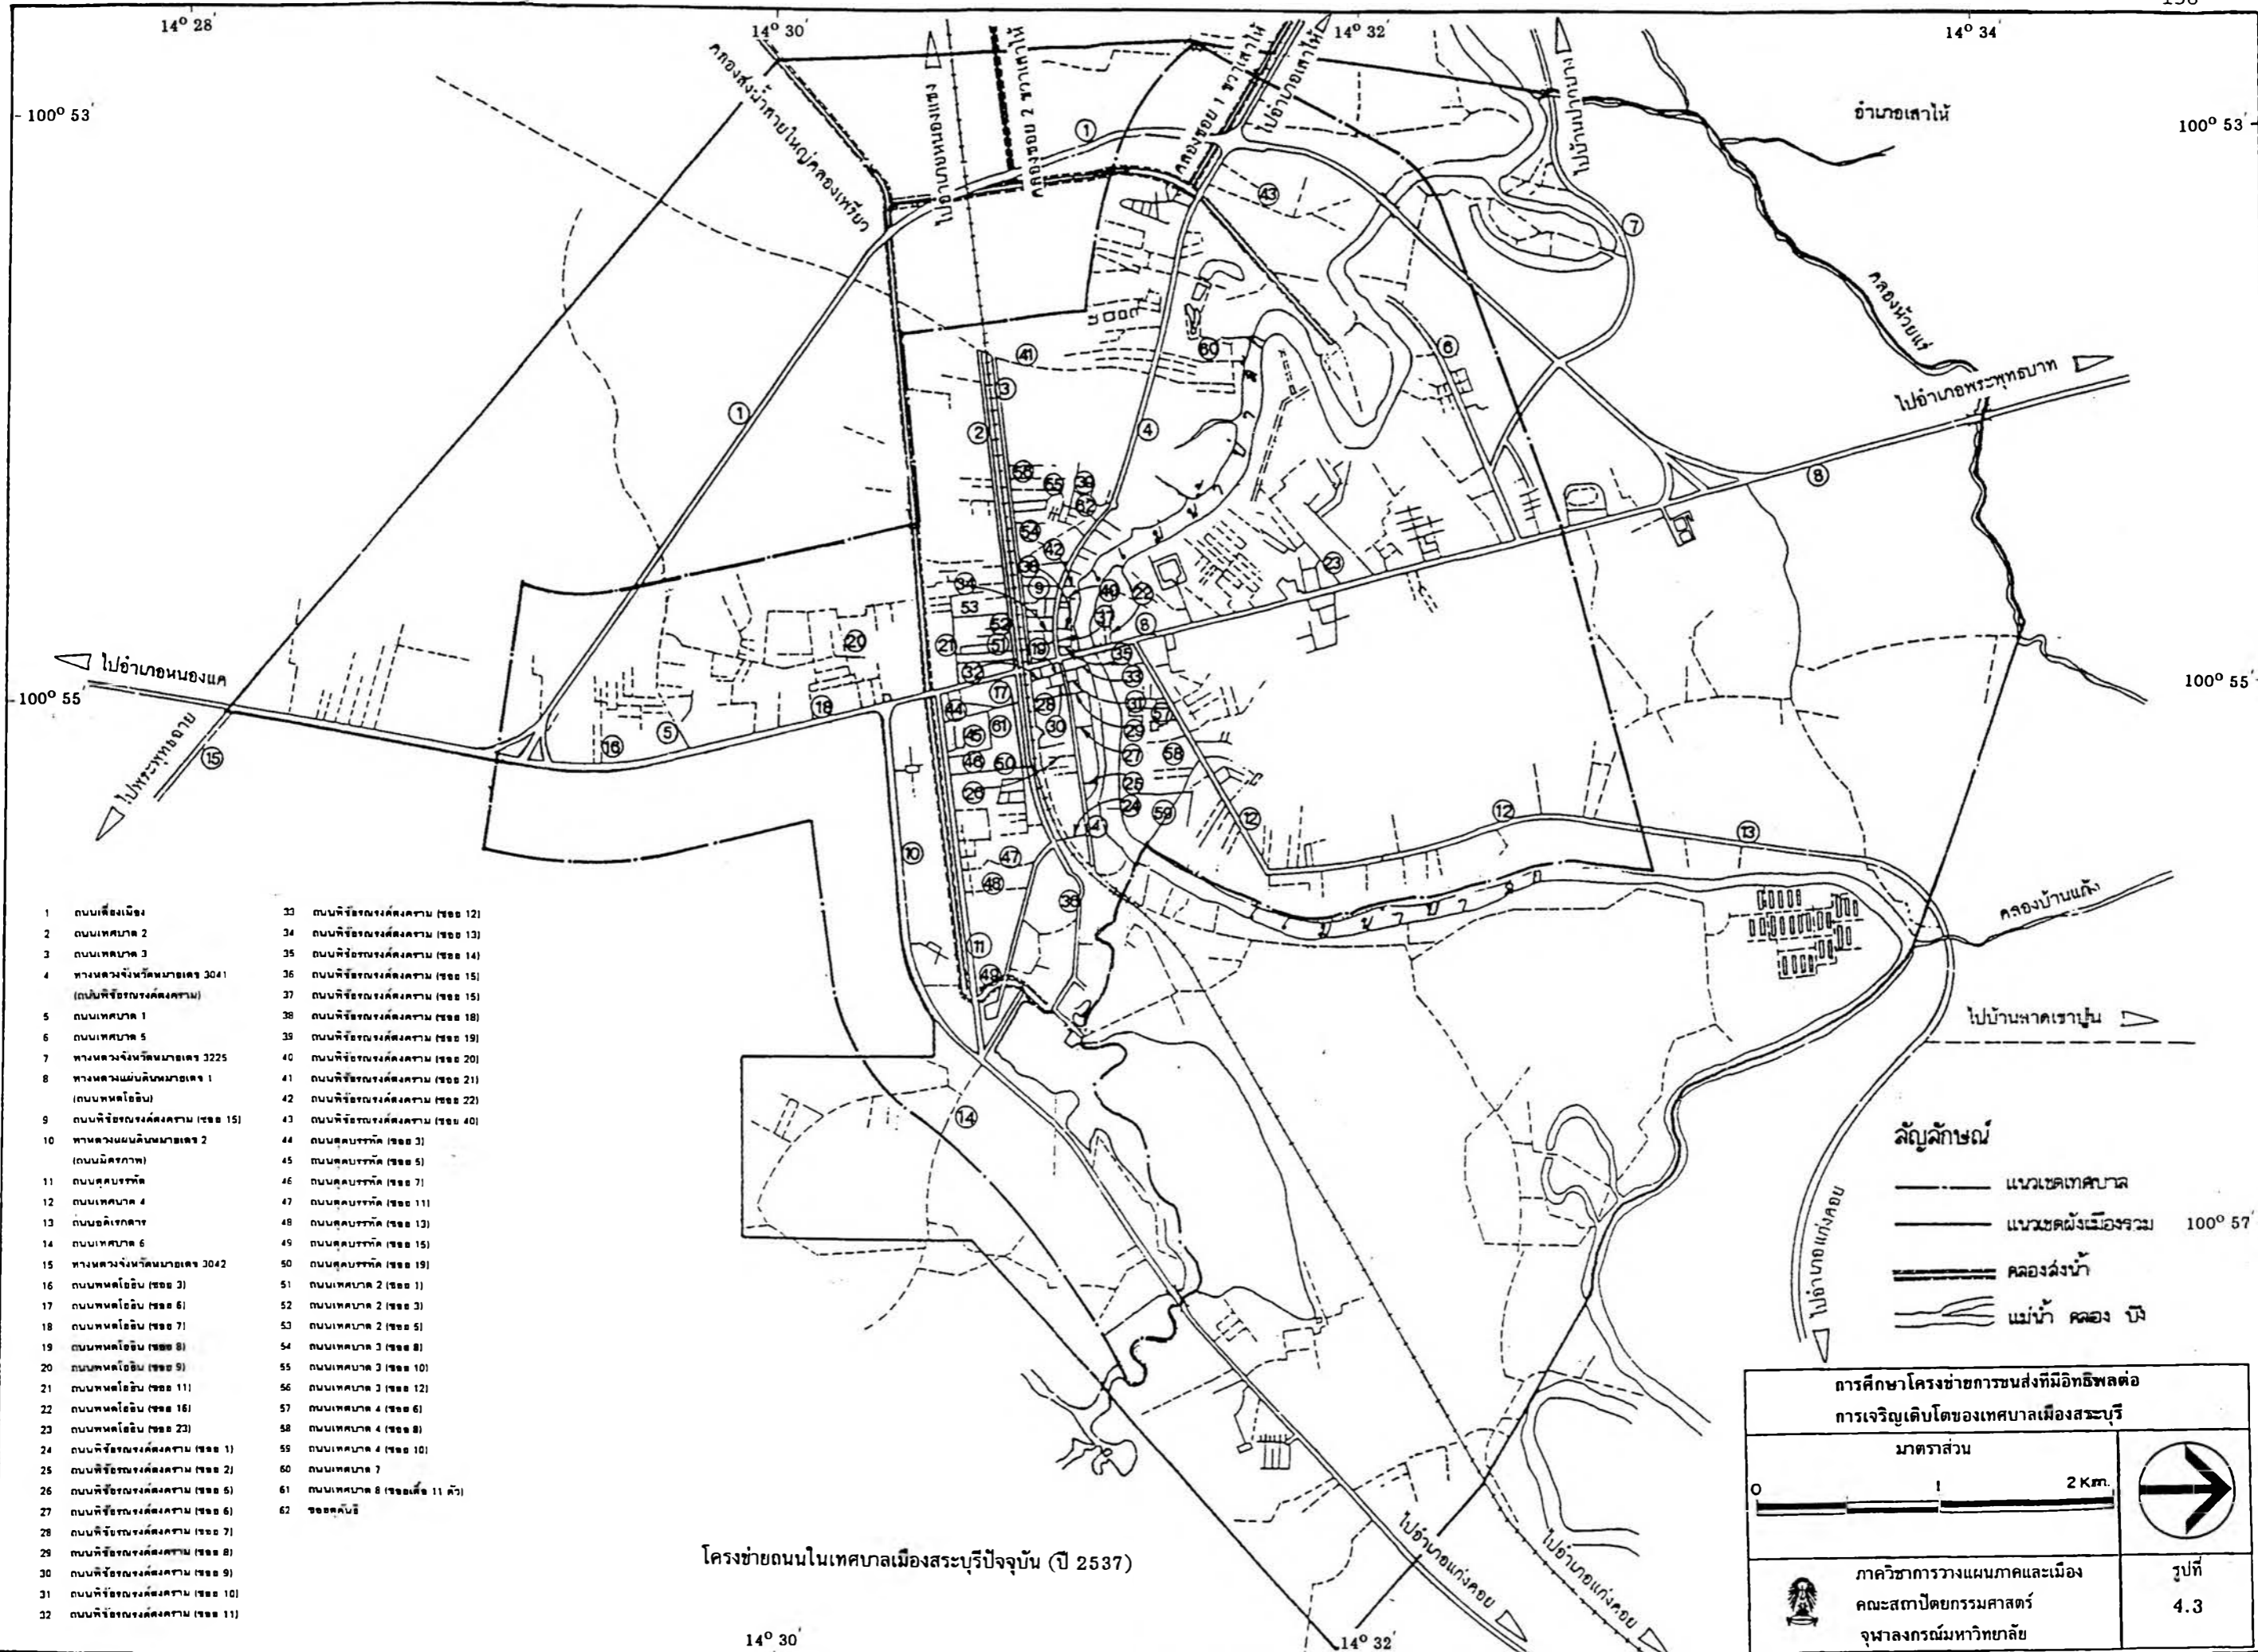 14° 28′
14° 30′
14° 32′
14° 34′
100° 53′
100° 53′
100° 55′
100° 55′
100° 57′
คลองส่งน้ำสายใหญ่คลองเพรียว
ไปอำเภอหนองแซง
คลองซอย 1 ขวาเสาไห้
ไปอำเภอเสาไห้
อำเภอเสาไห้
คลองห้วยแร่
ไปอำเภอพระพุทธบาท
ไปอำเภอหนองแค
ไปพระพุทธฉาย
คลองบ้านแก้ง
ไปบ้านหาดเขาปูน
ไปอำเภอแก่งคอย
ไปอำเภอแก่งคอย
ไปอำเภอแก่งคอย
1 ถนนเลี่ยงเมือง
2 ถนนเทศบาล 2
3 ถนนเทศบาล 3
4 ทางหลวงจังหวัดหมายเลข 3041
(ถนนพิชัยรณรงค์สงคราม)
5 ถนนเทศบาล 1
6 ถนนเทศบาล 5
7 ทางหลวงจังหวัดหมายเลข 3225
8 ทางหลวงแผ่นดินหมายเลข 1
(ถนนพหลโยธิน)
9 ถนนพิชัยรณรงค์สงคราม (ซอย 15)
10 ทางหลวงแผ่นดินหมายเลข 2
(ถนนมิตรภาพ)
11 ถนนสุดบรรทัด
12 ถนนเทศบาล 4
13 ถนนอดิเรกสาร
14 ถนนเทศบาล 6
15 ทางหลวงจังหวัดหมายเลข 3042
16 ถนนพหลโยธิน (ซอย 3)
17 ถนนพหลโยธิน (ซอย 6)
18 ถนนพหลโยธิน (ซอย 7)
19 ถนนพหลโยธิน (ซอย 8)
20 ถนนพหลโยธิน (ซอย 9)
21 ถนนพหลโยธิน (ซอย 11)
22 ถนนพหลโยธิน (ซอย 16)
23 ถนนพหลโยธิน (ซอย 23)
24 ถนนพิชัยรณรงค์สงคราม (ซอย 1)
25 ถนนพิชัยรณรงค์สงคราม (ซอย 2)
26 ถนนพิชัยรณรงค์สงคราม (ซอย 5)
27 ถนนพิชัยรณรงค์สงคราม (ซอย 6)
28 ถนนพิชัยรณรงค์สงคราม (ซอย 7)
29 ถนนพิชัยรณรงค์สงคราม (ซอย 8)
30 ถนนพิชัยรณรงค์สงคราม (ซอย 9)
31 ถนนพิชัยรณรงค์สงคราม (ซอย 10)
32 ถนนพิชัยรณรงค์สงคราม (ซอย 11)
33 ถนนพิชัยรณรงค์สงคราม (ซอย 12)
34 ถนนพิชัยรณรงค์สงคราม (ซอย 13)
35 ถนนพิชัยรณรงค์สงคราม (ซอย 14)
36 ถนนพิชัยรณรงค์สงคราม (ซอย 15)
37 ถนนพิชัยรณรงค์สงคราม (ซอย 15)
38 ถนนพิชัยรณรงค์สงคราม (ซอย 18)
39 ถนนพิชัยรณรงค์สงคราม (ซอย 19)
40 ถนนพิชัยรณรงค์สงคราม (ซอย 20)
41 ถนนพิชัยรณรงค์สงคราม (ซอย 21)
42 ถนนพิชัยรณรงค์สงคราม (ซอย 22)
43 ถนนพิชัยรณรงค์สงคราม (ซอย 40)
44 ถนนสุดบรรทัด (ซอย 3)
45 ถนนสุดบรรทัด (ซอย 5)
46 ถนนสุดบรรทัด (ซอย 7)
47 ถนนสุดบรรทัด (ซอย 11)
48 ถนนสุดบรรทัด (ซอย 13)
49 ถนนสุดบรรทัด (ซอย 15)
50 ถนนสุดบรรทัด (ซอย 19)
51 ถนนเทศบาล 2 (ซอย 1)
52 ถนนเทศบาล 2 (ซอย 3)
53 ถนนเทศบาล 2 (ซอย 5)
54 ถนนเทศบาล 3 (ซอย 8)
55 ถนนเทศบาล 3 (ซอย 10)
56 ถนนเทศบาล 3 (ซอย 12)
57 ถนนเทศบาล 4 (ซอย 6)
58 ถนนเทศบาล 4 (ซอย 8)
59 ถนนเทศบาล 4 (ซอย 10)
60 ถนนเทศบาล 7
61 ถนนเทศบาล 8 (ซอยเสือ 11 ตัว)
62
สัญลักษณ์
แนวเขตเทศบาล
แนวเขตผังเมืองรวม
คลองส่งน้ำ
แม่น้ำ คลอง บึง
โครงข่ายถนนในเทศบาลเมืองสระบุรีปัจจุบัน (ปี 2537)
การศึกษาโครงข่ายการขนส่งที่มีอิทธิพลต่อ
การเจริญเติบโตของเทศบาลเมืองสระบุรี
มาตราส่วน
0 1 2 Km.
ภาควิชาการวางแผนภาคและเมือง
คณะสถาปัตยกรรมศาสตร์
จุฬาลงกรณ์มหาวิทยาลัย
รูปที่
4.3
14° 30′
14° 32′